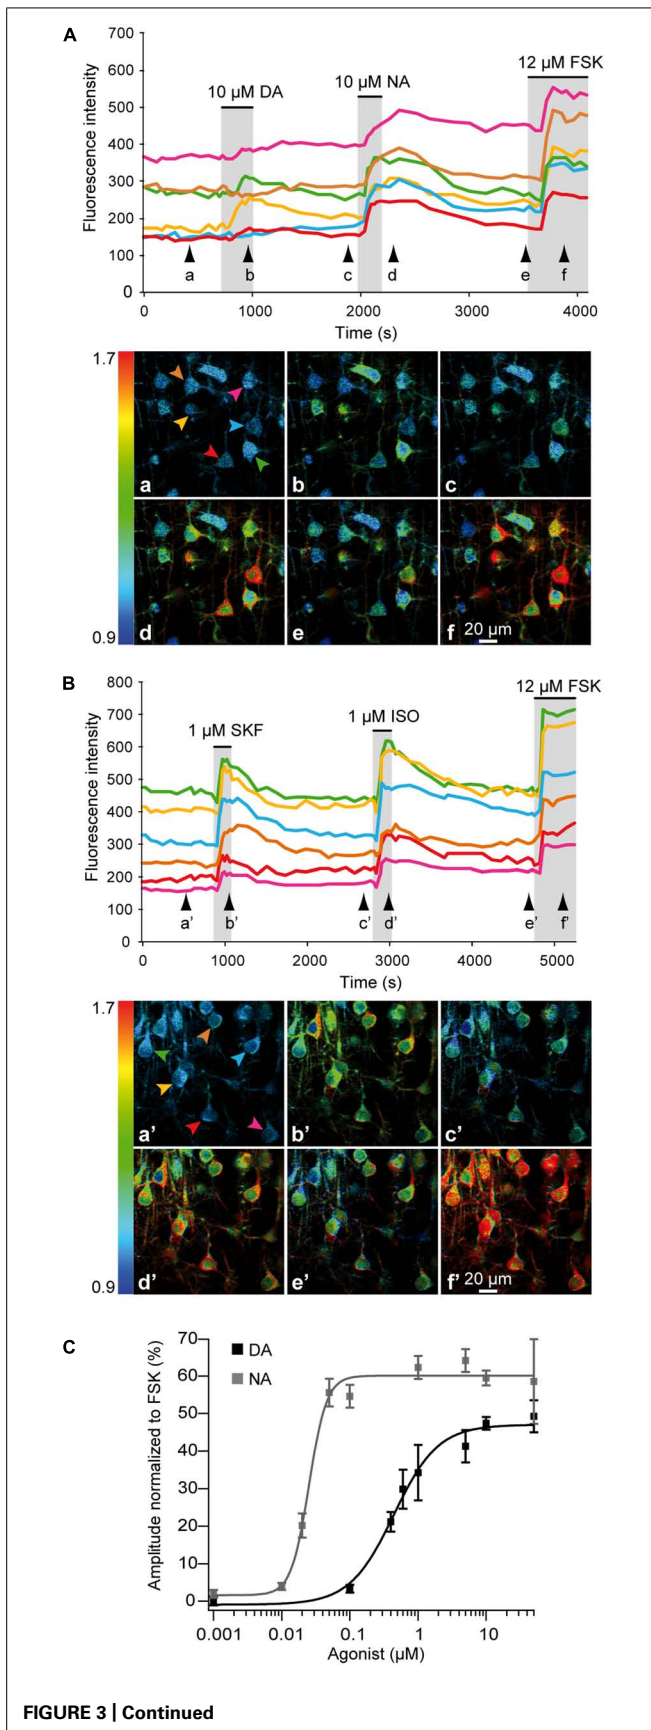 A
700
600
500
400
300
200
100
0
Fluorescence intensity
10 µM DA
10 µM NA
12 µM FSK
a
b
c
d
e
f
0 1000 2000 3000 4000
Time (s)
1.7
0.9
a
b
c
d
e
f
20 µm
B
800
700
600
500
400
300
200
100
0
Fluorescence intensity
1 µM SKF
1 µM ISO
12 µM FSK
a’
b’
c’
d’
e’
f’
0 1000 2000 3000 4000 5000
Time (s)
1.7
0.9
a’
b’
c’
d’
e’
f’
20 µm
C
70
60
50
40
30
20
10
0
Amplitude normalized to FSK (%)
DA
NA
0.001 0.01 0.1 1 10
Agonist (µM)
FIGURE 3 | Continued